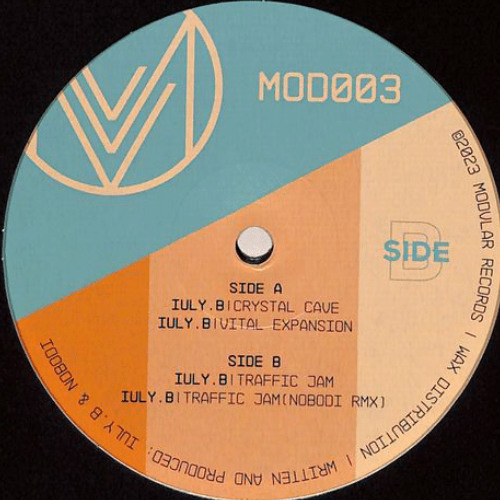 MOD003
SIDE
B
SIDE A
IULY.B|CRYSTAL CAVE
IULY.B|VITAL EXPANSION
SIDE B
IULY.B|TRAFFIC JAM
IULY.B|TRAFFIC JAM(NOBODI RMX)
©2023 MODVLAR RECORDS | WAX DISTRIBUTION | WRITTEN AND PRODUCED: IULY.B & NOBODI